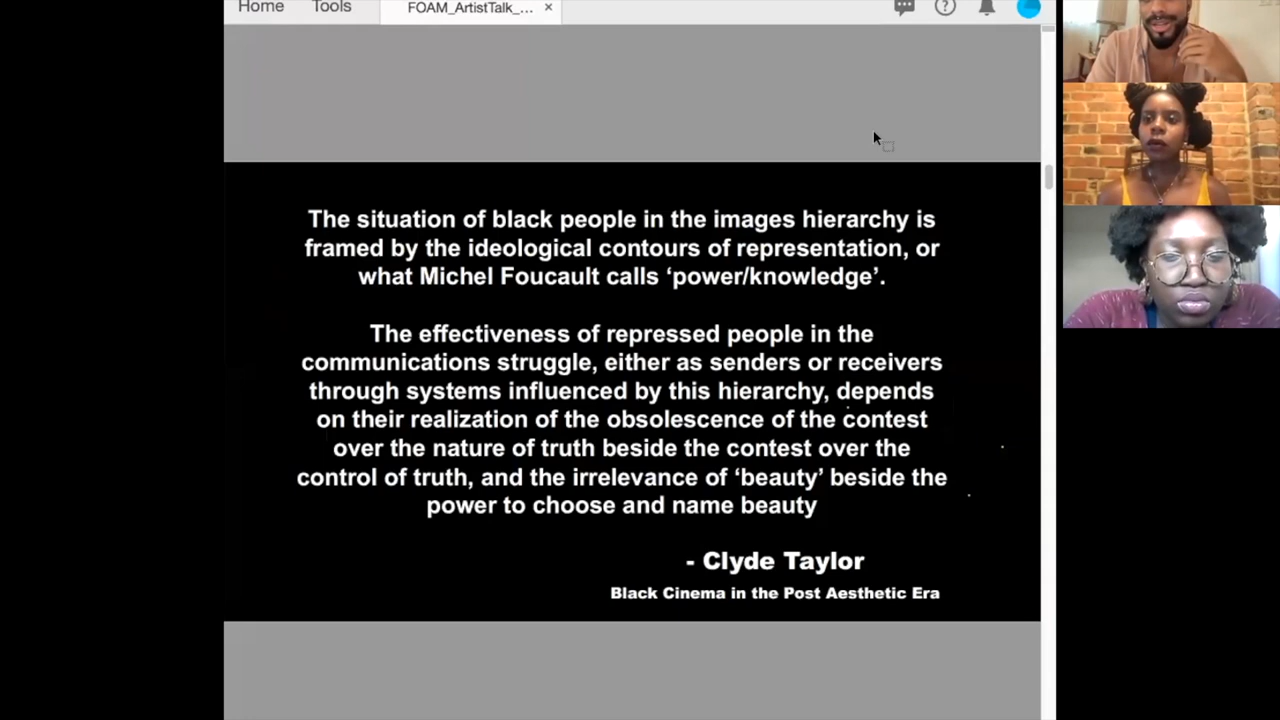 Home Tools FOAM_ArtistTalk_... ×
The situation of black people in the images hierarchy is
framed by the ideological contours of representation, or
what Michel Foucault calls ‘power/knowledge’.
The effectiveness of repressed people in the
communications struggle, either as senders or receivers
through systems influenced by this hierarchy, depends
on their realization of the obsolescence of the contest
over the nature of truth beside the contest over the
control of truth, and the irrelevance of ‘beauty’ beside the
power to choose and name beauty
- Clyde Taylor
Black Cinema in the Post Aesthetic Era